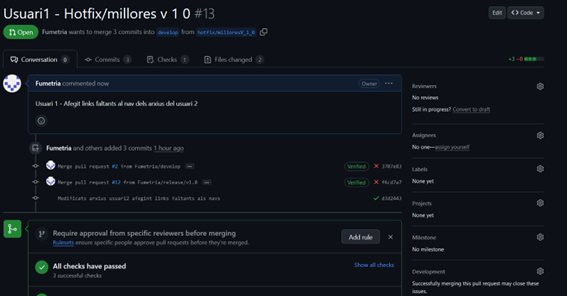 Usuari1 - Hotfix/millores v 1 0 #13
Edit
Code
Open
Fumetria wants to merge 3 commits into develop from hotfix/milloresV_1_0
Conversation 0
Commits 3
Checks 1
Files changed 2
+3 -0
Fumetria commented now
Owner
Usuari 1 - Afegit links faltants al nav dels arxius del usuari 2
Fumetria and others added 3 commits 1 hour ago
Merge pull request #2 from Fumetria/develop
Verified
3707e83
Merge pull request #12 from Fumetria/release/v1.0
Verified
Modificats arxius usuari2 afegint links faltants als navs
d3d2443
Require approval from specific reviewers before merging
Rulesets ensure specific people approve pull requests before they're merged.
Add rule
All checks have passed
3 successful checks
Show all checks
Reviewers
No reviews
Still in progress? Convert to draft
Assignees
No one—assign yourself
Labels
None yet
Projects
None yet
Milestone
No milestone
Development
Successfully merging this pull request may close these
issues.